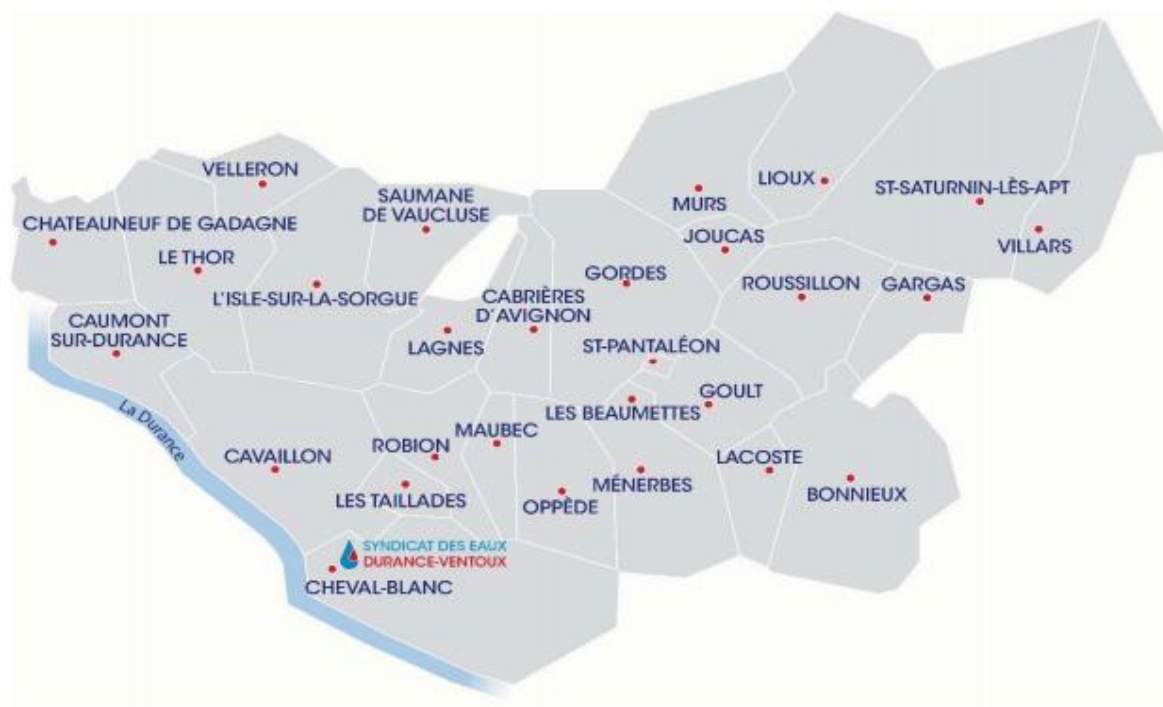 VELLERON
SAUMANE
DE VAUCLUSE
LIOUX
ST-SATURNIN-LÈS-APT
MURS
CHATEAUNEUF DE GADAGNE
JOUCAS
VILLARS
LE THOR
GORDES
ROUSSILLON
GARGAS
L'ISLE-SUR-LA-SORGUE
CABRIÈRES
D'AVIGNON
CAUMONT
SUR-DURANCE
LAGNES
ST-PANTALÉON
GOULT
LES BEAUMETTES
La Durance
MAUBEC
ROBION
CAVAILLON
LACOSTE
MÉNERBES
BONNIEUX
LES TAILLADES
OPPÈDE
SYNDICAT DES EAUX
DURANCE-VENTOUX
CHEVAL-BLANC